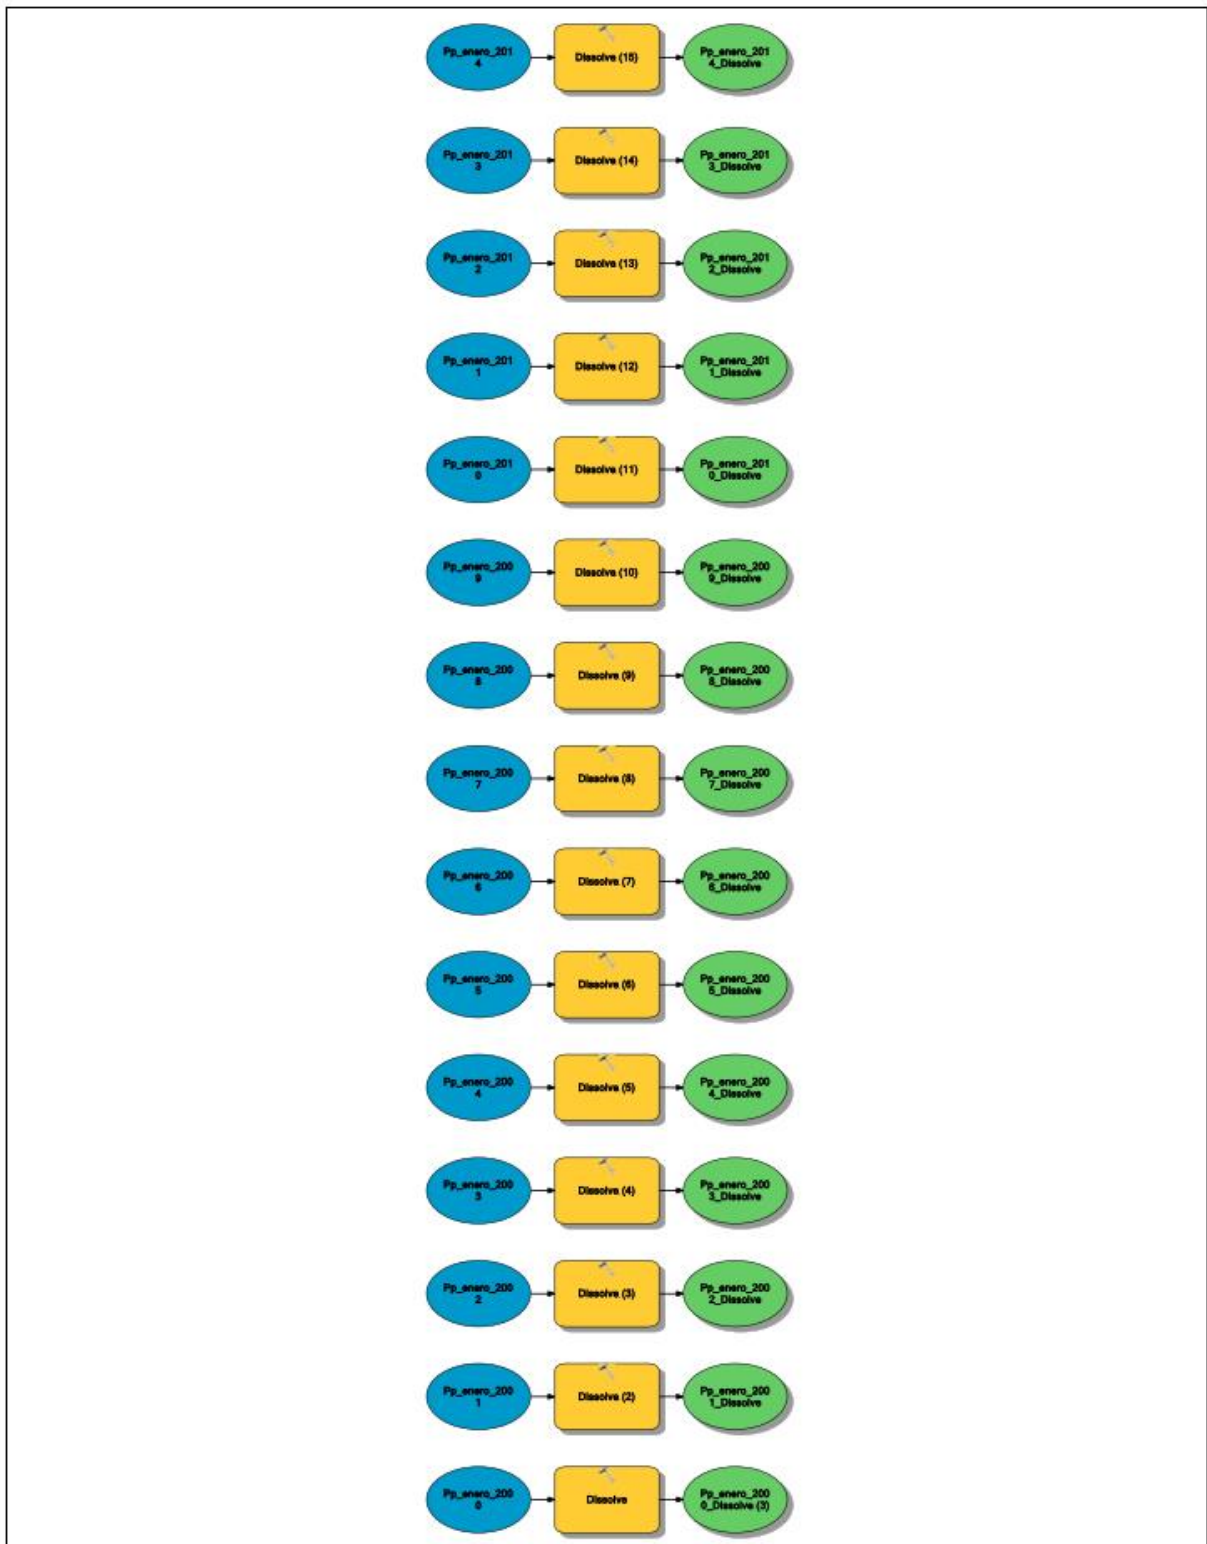 Pp_enero_201
4
Dissolve (15)
Pp_enero_201
4_Dissolve
Pp_enero_201
3
Dissolve (14)
Pp_enero_201
3_Dissolve
Pp_enero_201
2
Dissolve (13)
Pp_enero_201
2_Dissolve
Pp_enero_201
1
Dissolve (12)
Pp_enero_201
1_Dissolve
Pp_enero_201
0
Dissolve (11)
Pp_enero_201
0_Dissolve
Pp_enero_200
9
Dissolve (10)
Pp_enero_200
9_Dissolve
Pp_enero_200
8
Dissolve (9)
Pp_enero_200
8_Dissolve
Pp_enero_200
7
Dissolve (8)
Pp_enero_200
7_Dissolve
Pp_enero_200
6
Dissolve (7)
Pp_enero_200
6_Dissolve
Pp_enero_200
5
Dissolve (6)
Pp_enero_200
5_Dissolve
Pp_enero_200
4
Dissolve (5)
Pp_enero_200
4_Dissolve
Pp_enero_200
3
Dissolve (4)
Pp_enero_200
3_Dissolve
Pp_enero_200
2
Dissolve (3)
Pp_enero_200
2_Dissolve
Pp_enero_200
1
Dissolve (2)
Pp_enero_200
1_Dissolve
Pp_enero_200
0
Dissolve
Pp_enero_200
0_Dissolve (3)